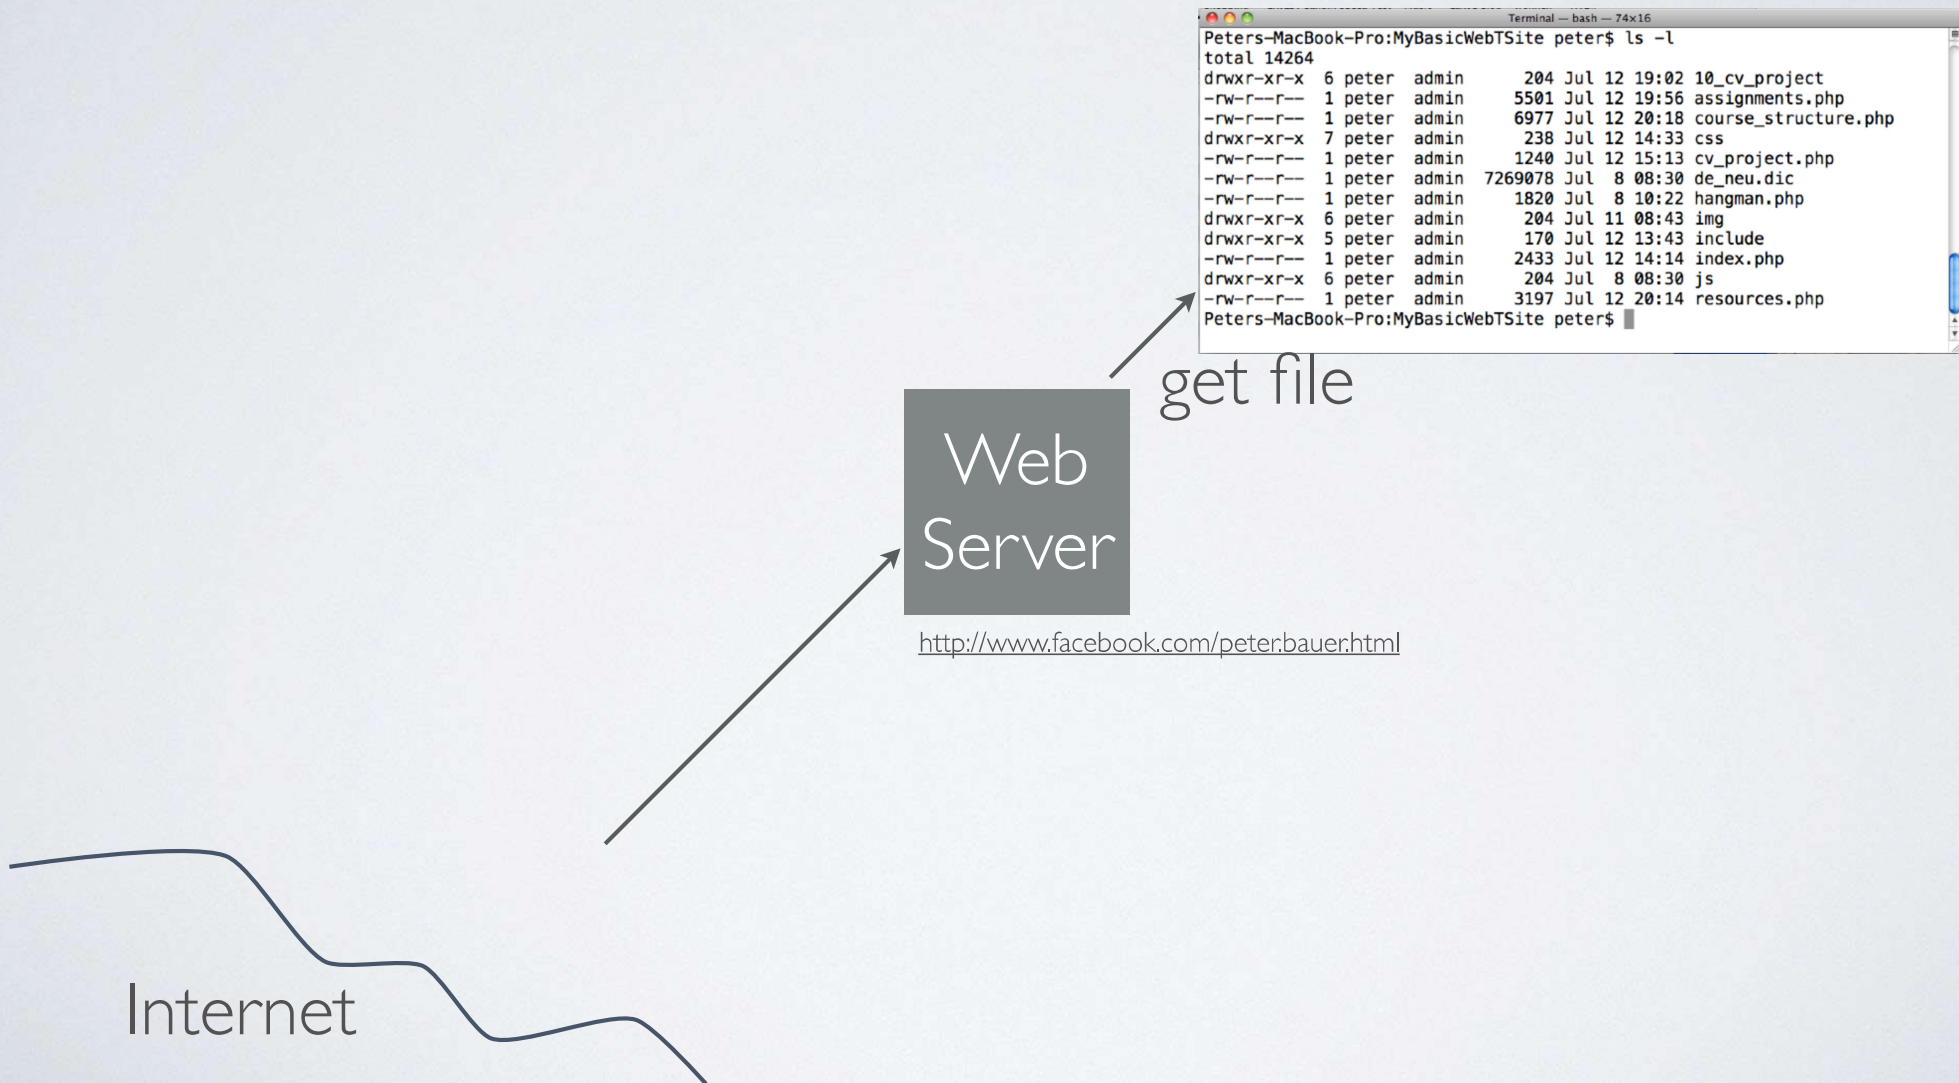 Terminal — bash — 74×16
Peters-MacBook-Pro:MyBasicWebTSite peter$ ls -l
total 14264
drwxr-xr-x  6 peter  admin      204 Jul 12 19:02 10_cv_project
-rw-r--r--  1 peter  admin     5501 Jul 12 19:56 assignments.php
-rw-r--r--  1 peter  admin     6977 Jul 12 20:18 course_structure.php
drwxr-xr-x  7 peter  admin      238 Jul 12 14:33 css
-rw-r--r--  1 peter  admin     1240 Jul 12 15:13 cv_project.php
-rw-r--r--  1 peter  admin  7269078 Jul  8 08:30 de_neu.dic
-rw-r--r--  1 peter  admin     1820 Jul  8 10:22 hangman.php
drwxr-xr-x  6 peter  admin      204 Jul 11 08:43 img
drwxr-xr-x  5 peter  admin      170 Jul 12 13:43 include
-rw-r--r--  1 peter  admin     2433 Jul 12 14:14 index.php
drwxr-xr-x  6 peter  admin      204 Jul  8 08:30 js
-rw-r--r--  1 peter  admin     3197 Jul 12 20:14 resources.php
Peters-MacBook-Pro:MyBasicWebTSite peter$
get file
Web
Server
http://www.facebook.com/peter.bauer.html
Internet